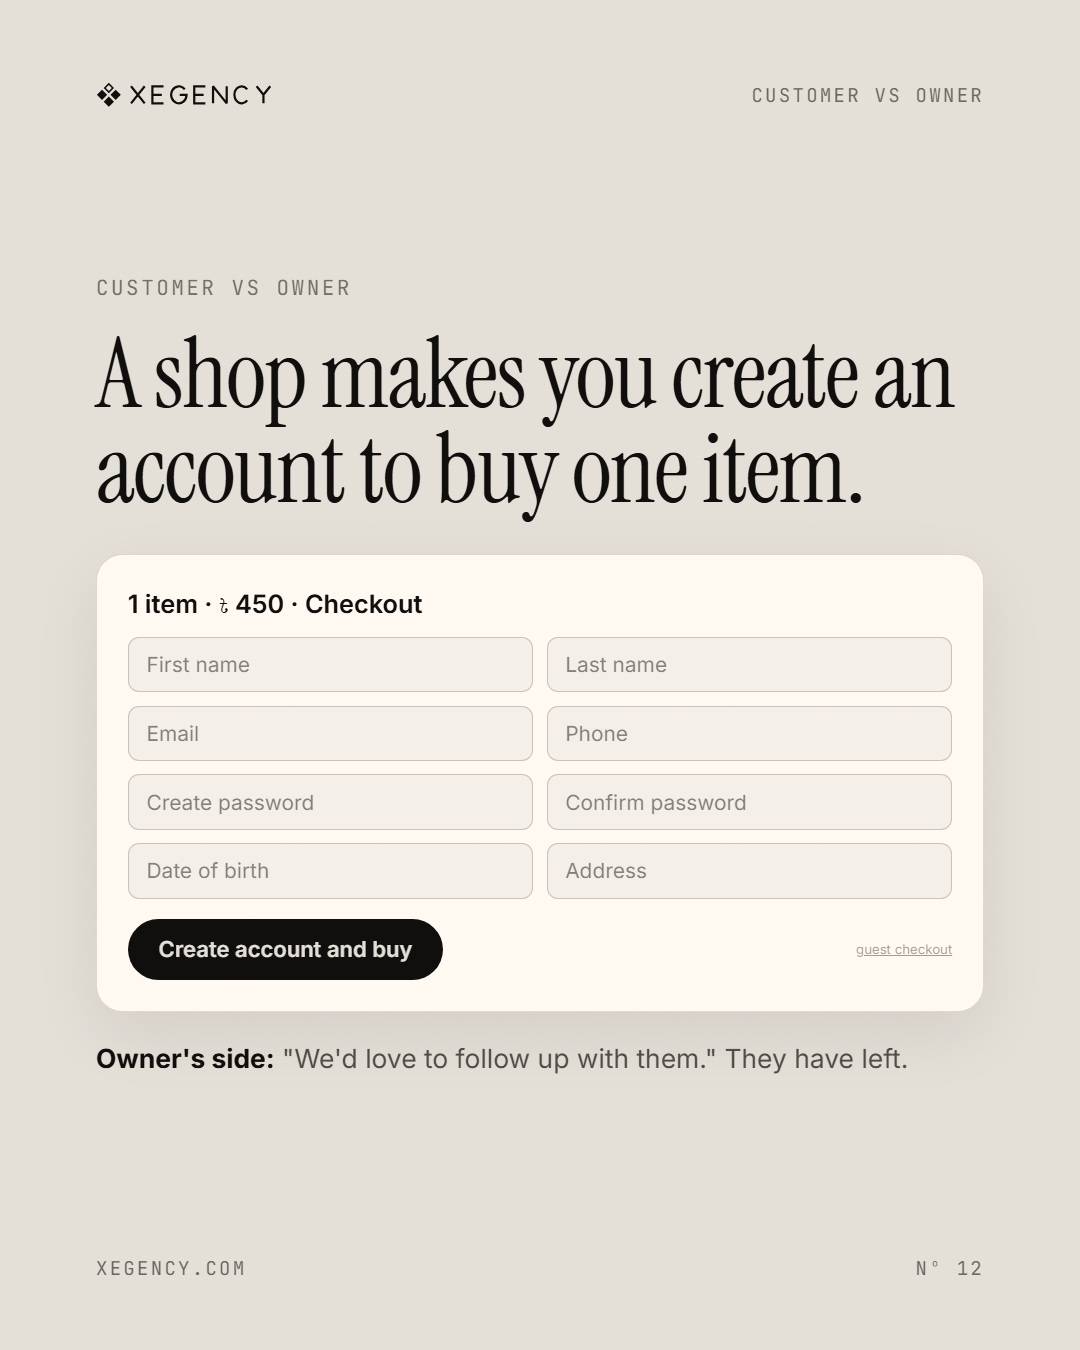 XEGENCY
CUSTOMER VS OWNER
CUSTOMER VS OWNER
A shop makes you create an
account to buy one item.
1 item · ৳ 450 · Checkout
First name
Last name
Email
Phone
Create password
Confirm password
Date of birth
Address
Create account and buy
guest checkout
Owner's side: "We'd love to follow up with them." They have left.
XEGENCY.COM
N° 12